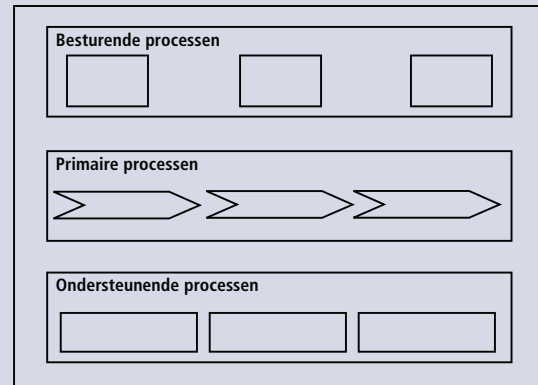 Besturende processen
Primaire processen
Ondersteunende processen